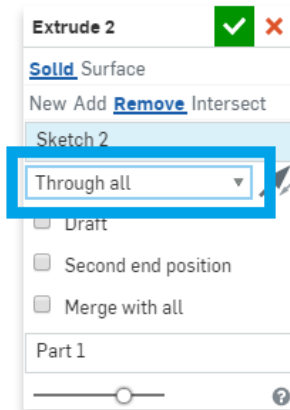 Extrude 2
Solid Surface
New Add Remove Intersect
Sketch 2
Through all
Draft
Second end position
Merge with all
Part 1